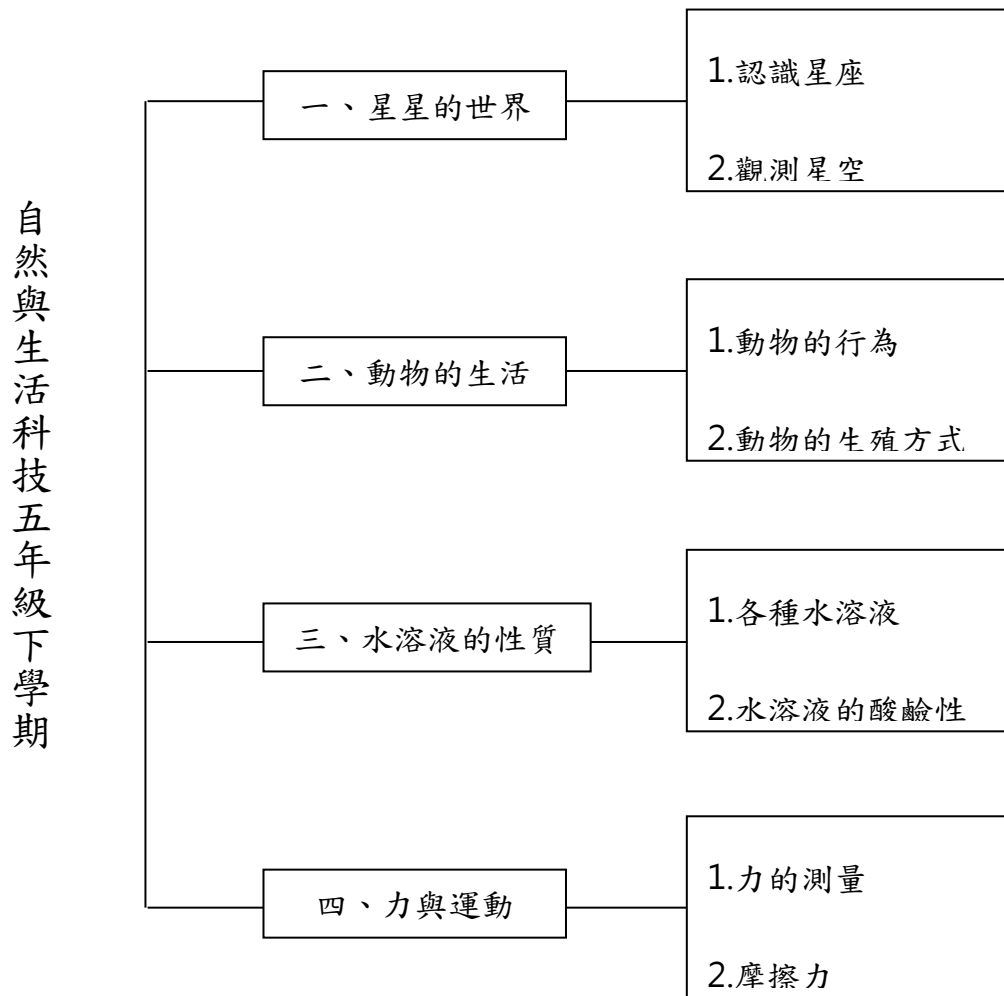 自然與生活科技五年級下學期
一、星星的世界
1.認識星座
2.觀測星空
二、動物的生活
1.動物的行為
2.動物的生殖方式
三、水溶液的性質
1.各種水溶液
2.水溶液的酸鹼性
四、力與運動
1.力的測量
2.摩擦力